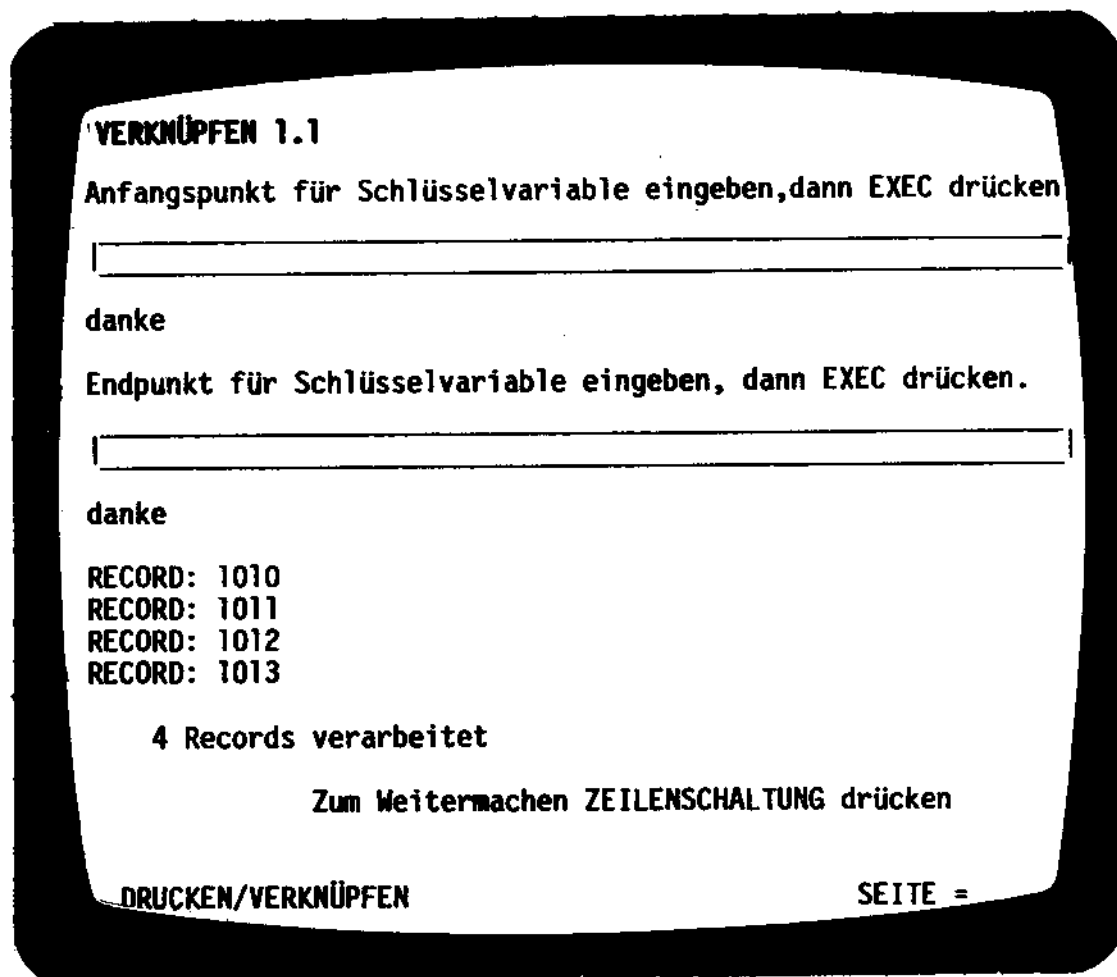 VERKNÜPFEN 1.1
Anfangspunkt für Schlüsselvariable eingeben,dann EXEC drücken
danke
Endpunkt für Schlüsselvariable eingeben, dann EXEC drücken.
danke
RECORD: 1010
RECORD: 1011
RECORD: 1012
RECORD: 1013
4 Records verarbeitet
Zum Weitermachen ZEILENSCHALTUNG drücken
DRUCKEN/VERKNÜPFEN SEITE =